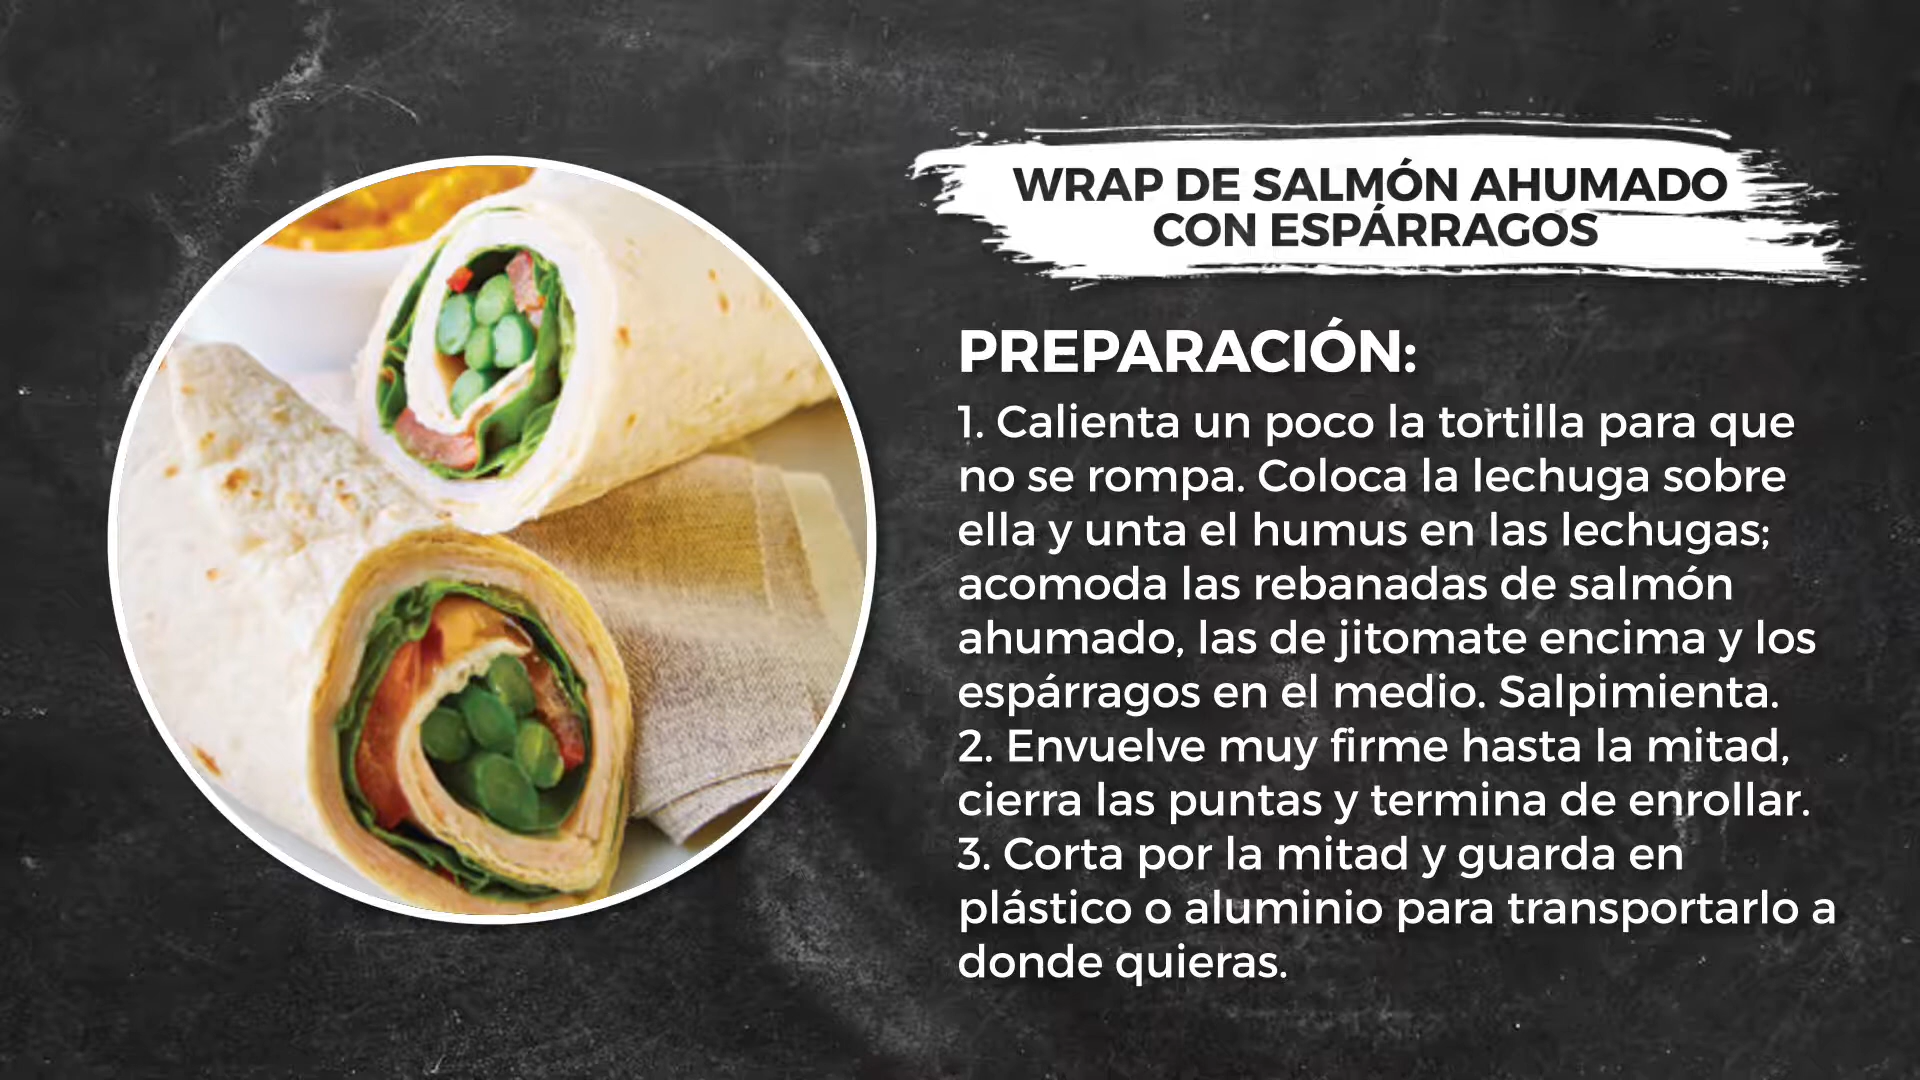 WRAP DE SALMÓN AHUMADO
CON ESPÁRRAGOS
PREPARACIÓN:
1. Calienta un poco la tortilla para que
no se rompa. Coloca la lechuga sobre
ella y unta el humus en las lechugas;
acomoda las rebanadas de salmón
ahumado, las de jitomate encima y los
espárragos en el medio. Salpimienta.
2. Envuelve muy firme hasta la mitad,
cierra las puntas y termina de enrollar.
3. Corta por la mitad y guarda en
plástico o aluminio para transportarlo a
donde quieras.